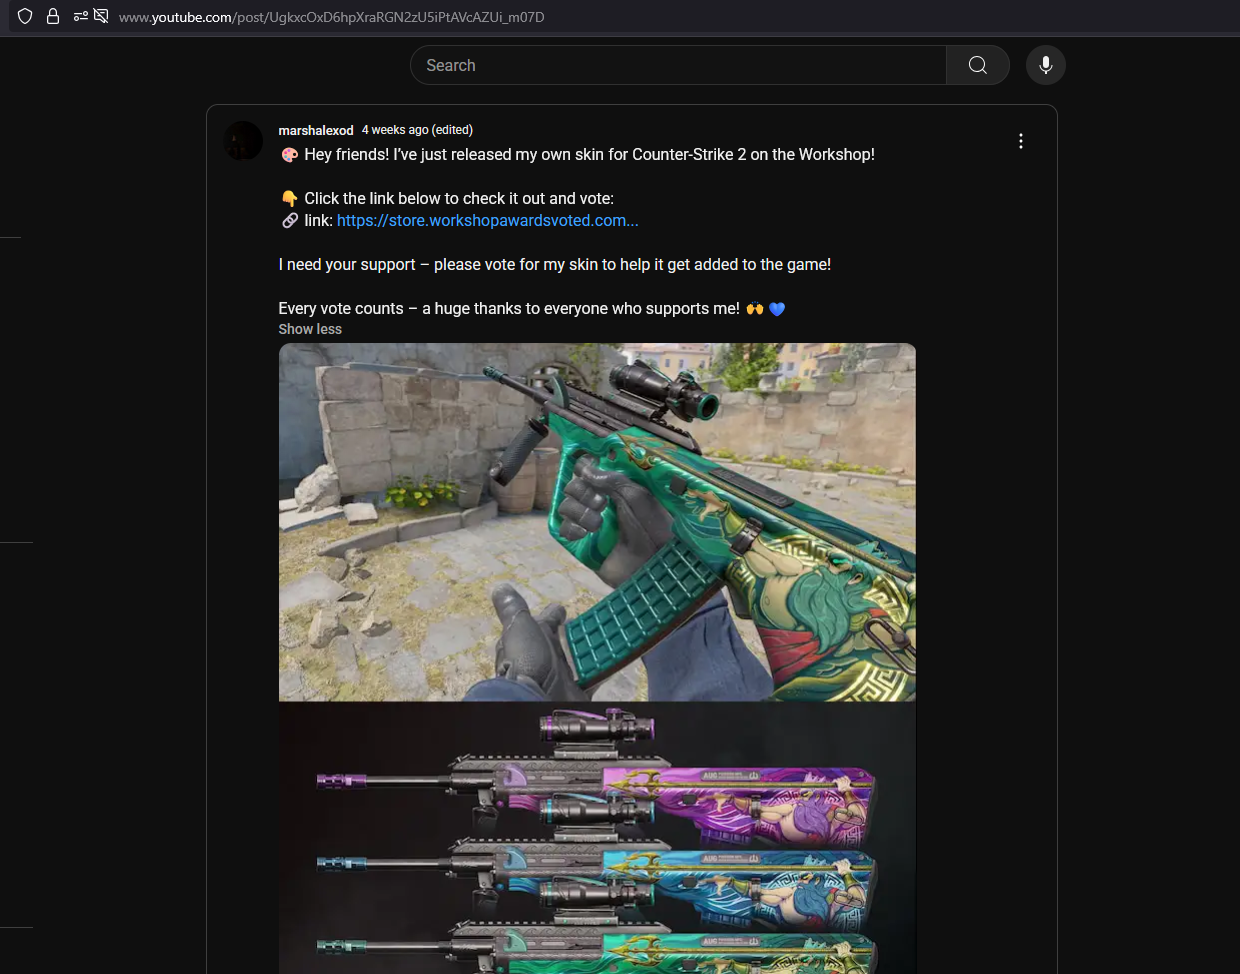 www.youtube.com/post/UgkxcOxD6hpXraRGN2zU5iPtAVcAZUi_m07D
Search
marshalexod 4 weeks ago (edited)
🎨 Hey friends! I’ve just released my own skin for Counter-Strike 2 on the Workshop!
👇 Click the link below to check it out and vote:
🔗 link: https://store.workshopawardsvoted.com...
I need your support – please vote for my skin to help it get added to the game!
Every vote counts – a huge thanks to everyone who supports me! 🙌 💙
Show less
AUG
AUG
AUG